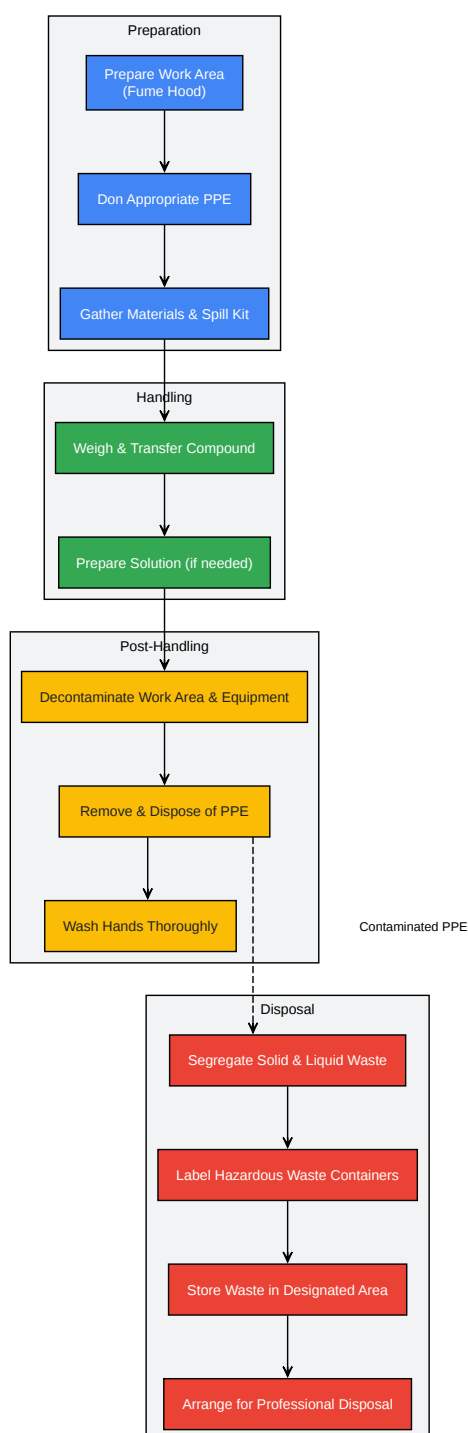 Preparation
Prepare Work Area
(Fume Hood)
Don Appropriate PPE
Gather Materials & Spill Kit
Handling
Weigh & Transfer Compound
Prepare Solution (if needed)
Post-Handling
Decontaminate Work Area & Equipment
Remove & Dispose of PPE
Wash Hands Thoroughly
Contaminated PPE
Disposal
Segregate Solid & Liquid Waste
Label Hazardous Waste Containers
Store Waste in Designated Area
Arrange for Professional Disposal